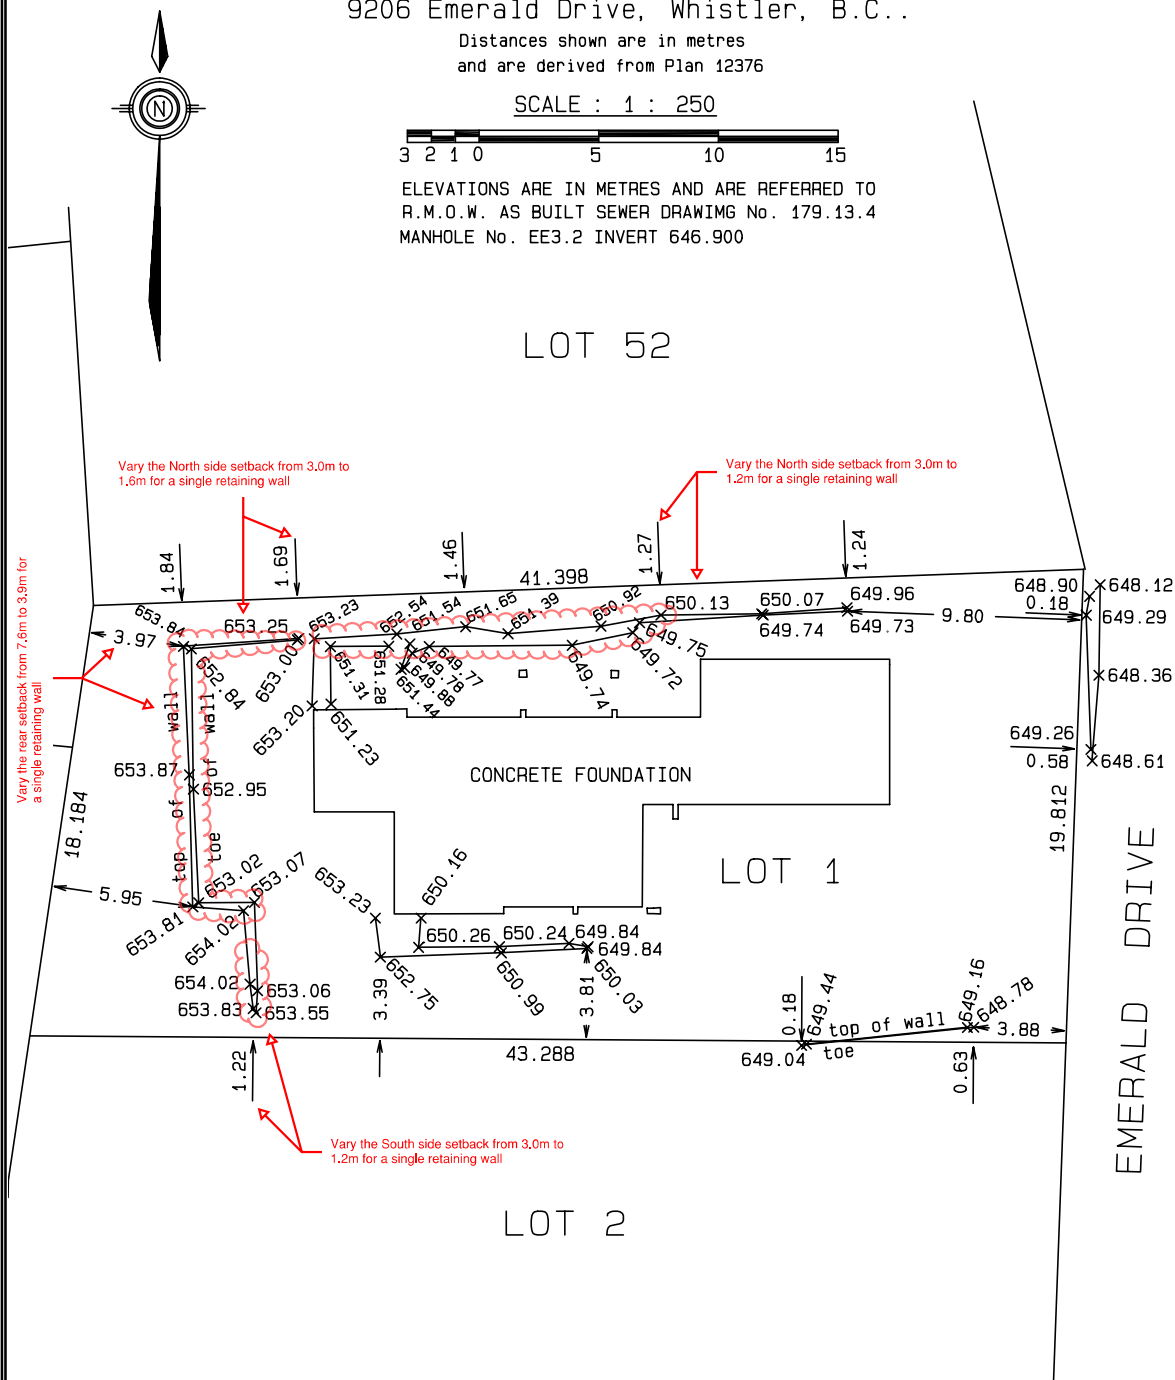 9206 Emerald Drive, Whistler, B.C..
Distances shown are in metres
and are derived from Plan 12376
SCALE : 1 : 250
3 2 1 0 5 10 15
ELEVATIONS ARE IN METRES AND ARE REFERRED TO
R.M.O.W. AS BUILT SEWER DRAWIMG No. 179.13.4
MANHOLE No. EE3.2 INVERT 646.900
N
LOT 52
Vary the North side setback from 3.0m to
1.6m for a single retaining wall
Vary the North side setback from 3.0m to
1.2m for a single retaining wall
Vary the rear setback from 7.6m to 3.9m for
a single retaining wall
1.84
1.69
1.46
1.27
1.24
41.398
648.90
648.12
0.18
649.29
9.80
648.36
649.26
0.58
648.61
653.84
3.97
653.25
653.23
652.54
651.54
651.65
651.39
650.92
650.13
650.07
649.96
649.74
649.73
649.75
649.72
649.74
649.77
649.78
649.88
651.44
651.28
651.31
653.00
652.84
653.20
651.23
wall
of
top
wall
of
toe
653.87
652.95
18.184
CONCRETE FOUNDATION
19.812
LOT 1
5.95
653.02
653.07
653.81
654.02
653.23
650.16
650.26
650.24
649.84
649.84
652.75
650.99
650.03
654.02
653.06
653.83
653.55
3.39
3.81
0.18
649.44
top of wall
toe
649.16
648.78
3.88
649.04
0.63
1.22
43.288
Vary the South side setback from 3.0m to
1.2m for a single retaining wall
LOT 2
EMERALD DRIVE